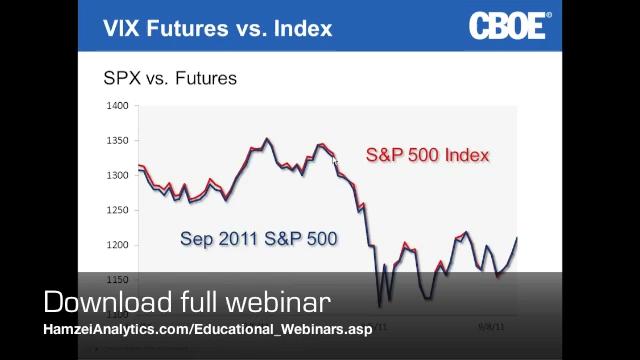 VIX Futures vs. Index
CBOE®
SPX vs. Futures
1400
1350
1300
1250
1200
1150
1100
S&P 500 Index
Sep 2011 S&P 500
9/8/11
Download full webinar
HamzeiAnalytics.com/Educational_Webinars.asp